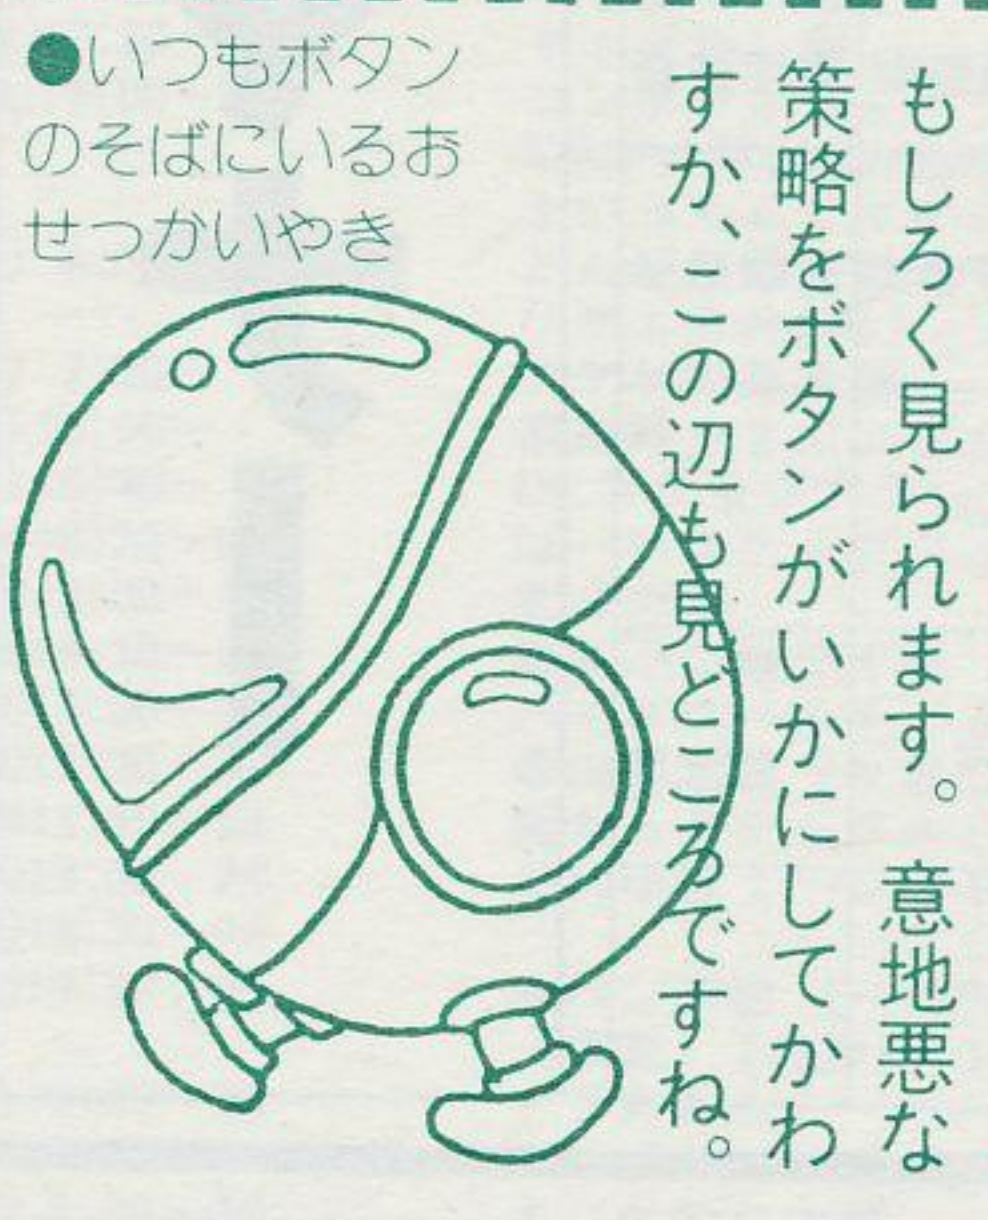 ●いつもボタン
のそばにいるお
せっかいやき
もしろく見られます。意地悪な
策略をボタンがいかにしてかわ
すか、この辺も見どころですね。